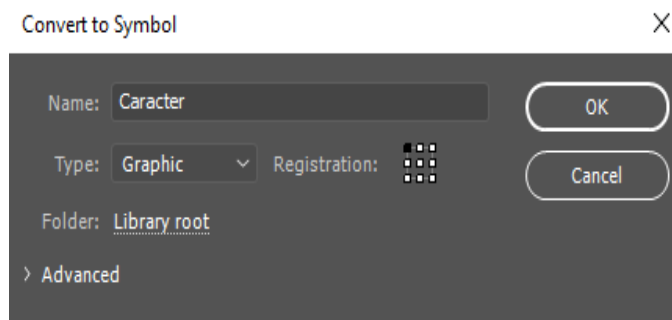 Convert to Symbol
Name: Caracter
OK
Type: Graphic Registration:
Cancel
Folder: Library root
Advanced